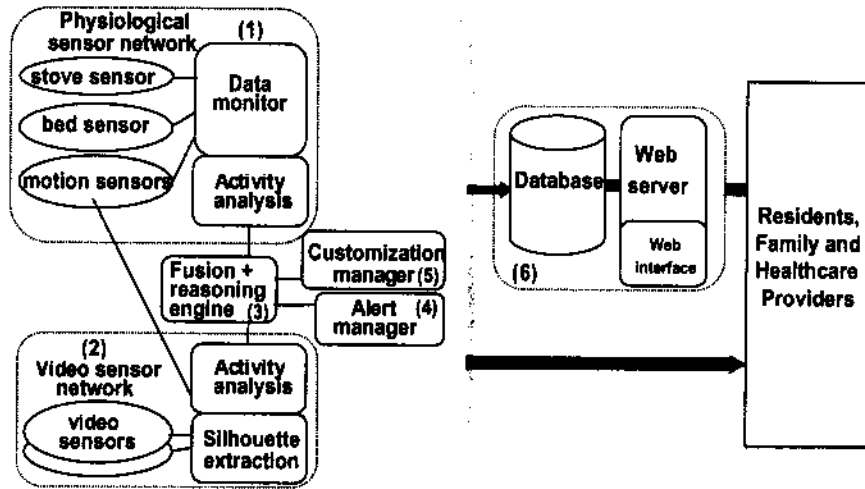 Physiological
sensor network
(1)
stove sensor
bed sensor
motion sensors
Data
monitor
Activity
analysis
Fusion +
reasoning
engine (3)
Customization
manager (5)
Alert (4)
manager
(2)
Video sensor
network
video
sensors
Activity
analysis
Silhouette
extraction
Database
Web
server
Web
interface
(6)
Residents,
Family and
Healthcare
Providers